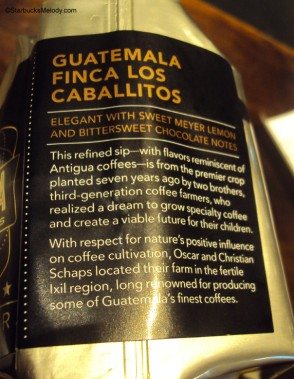 ©StarbucksMelody.com
GUATEMALA
FINCA LOS
CABALLITOS
ELEGANT WITH SWEET MEYER LEMON
AND BITTERSWEET CHOCOLATE NOTES
This refined sip—with flavors reminiscent of
Antigua coffees—is from the premier crop
planted seven years ago by two brothers,
third-generation coffee farmers, who
realized a dream to grow specialty coffee
and create a viable future for their children.
With respect for nature's positive influence
on coffee cultivation, Oscar and Christian
Schaps located their farm in the fertile
Ixil region, long renowned for producing
some of Guatemala's finest coffees.